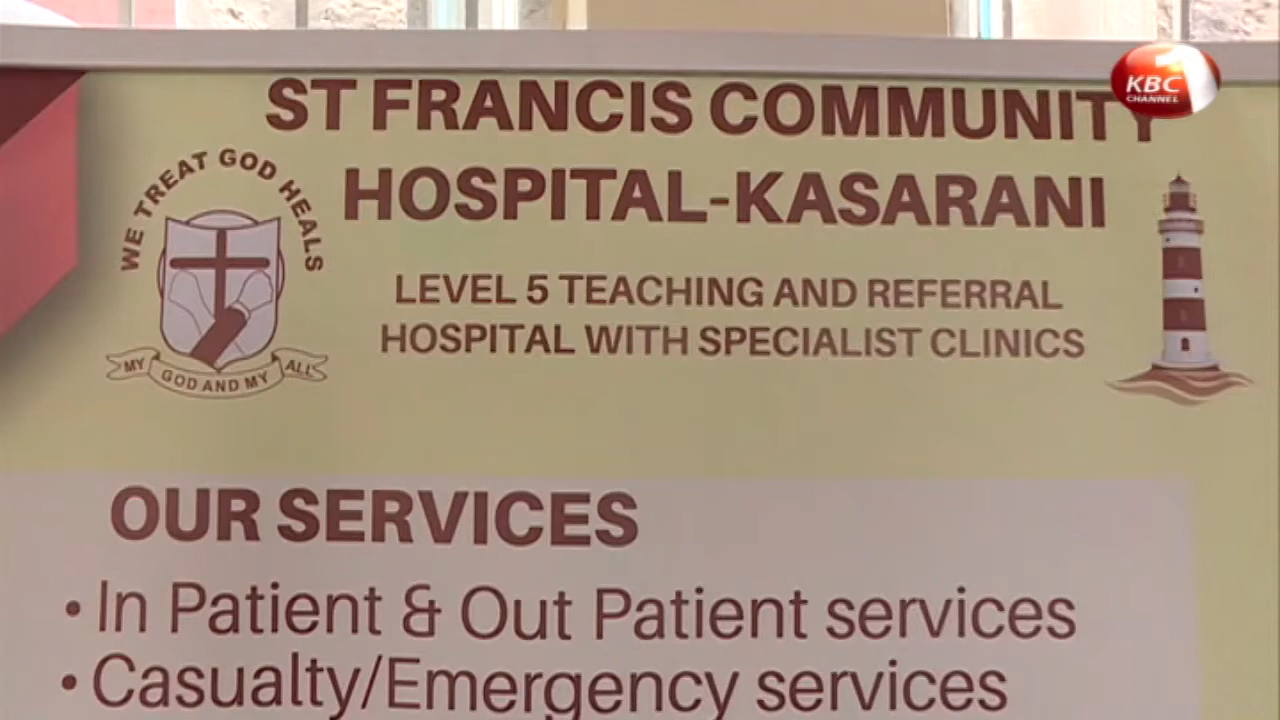 KBC
CHANNEL 1
ST FRANCIS COMMUNITY
HOSPITAL-KASARANI
WE TREAT GOD HEALS
LEVEL 5 TEACHING AND REFERRAL
HOSPITAL WITH SPECIALIST CLINICS
MY GOD AND MY ALL
OUR SERVICES
• In Patient & Out Patient services
• Casualty/Emergency services